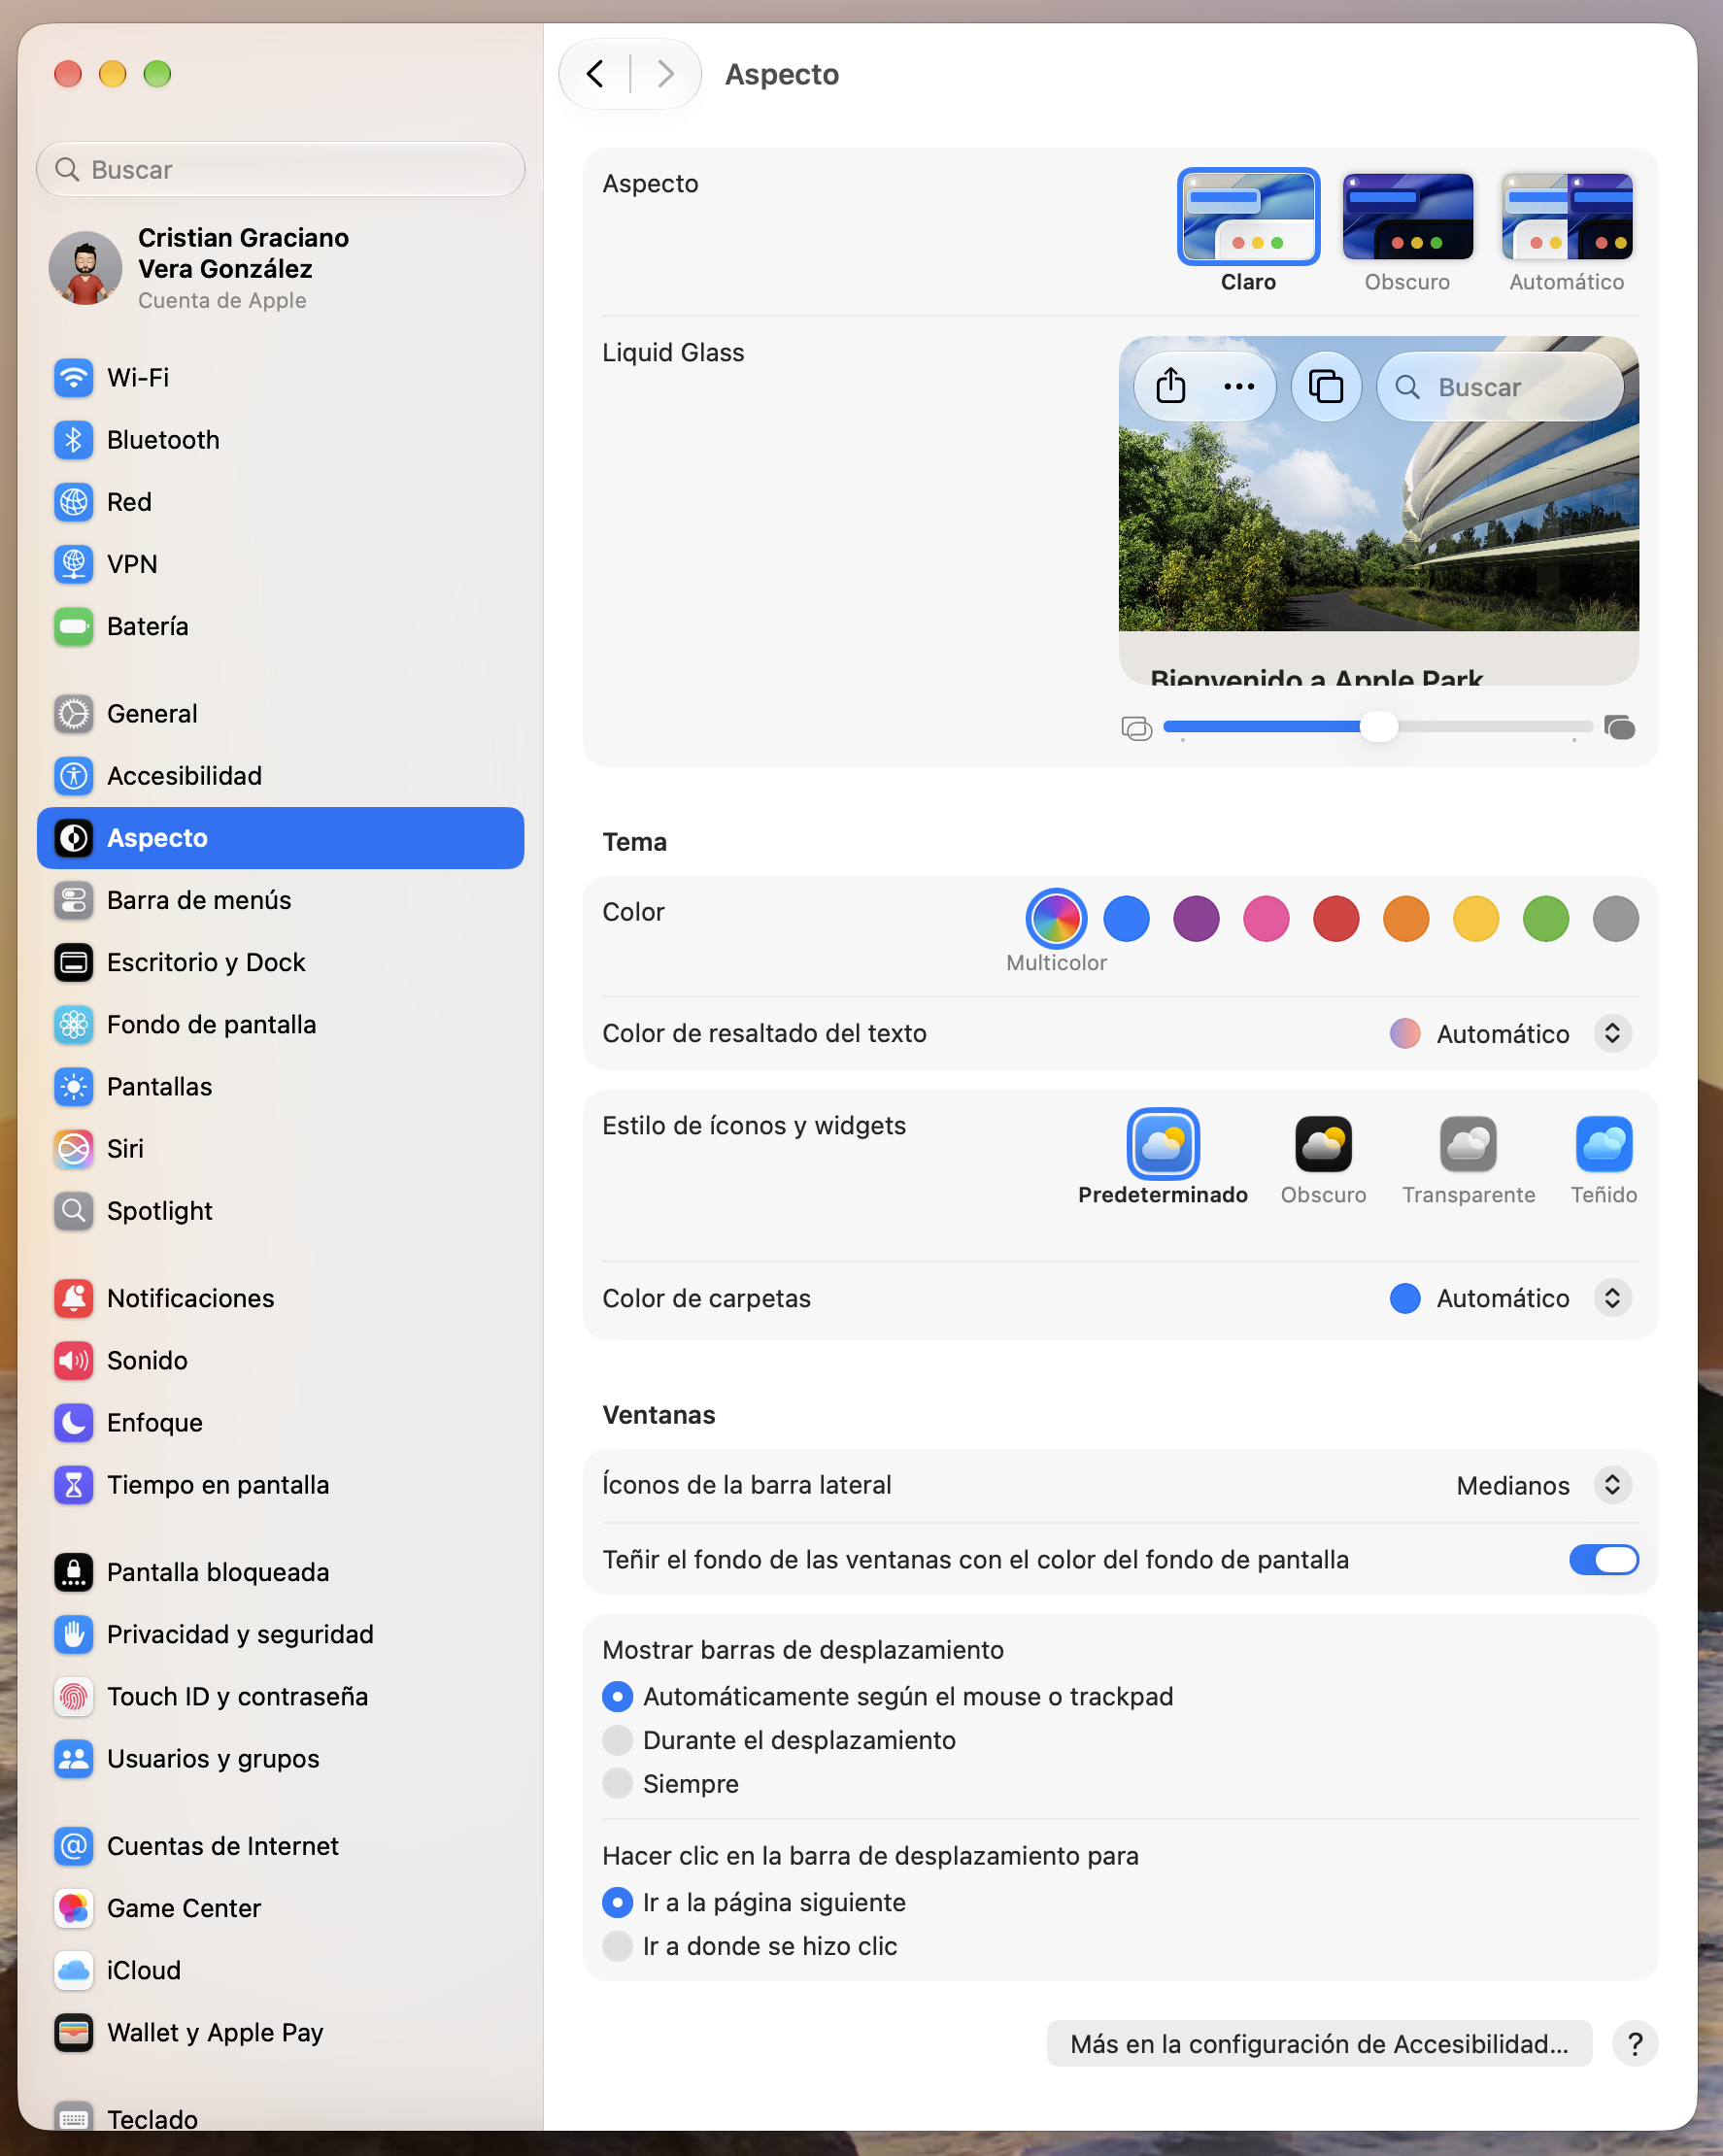 Aspecto
Buscar
Cristian Graciano
Vera González
Cuenta de Apple
Wi-Fi
Bluetooth
Red
VPN
Batería
General
Accesibilidad
Aspecto
Barra de menús
Escritorio y Dock
Fondo de pantalla
Pantallas
Siri
Spotlight
Notificaciones
Sonido
Enfoque
Tiempo en pantalla
Pantalla bloqueada
Privacidad y seguridad
Touch ID y contraseña
Usuarios y grupos
Cuentas de Internet
Game Center
iCloud
Wallet y Apple Pay
Teclado
Aspecto
Claro
Obscuro
Automático
Liquid Glass
Buscar
Bienvenido a Apple Park
Tema
Color
Multicolor
Color de resaltado del texto
Automático
Estilo de íconos y widgets
Predeterminado
Obscuro
Transparente
Teñido
Color de carpetas
Automático
Ventanas
Íconos de la barra lateral
Medianos
Teñir el fondo de las ventanas con el color del fondo de pantalla
Mostrar barras de desplazamiento
Automáticamente según el mouse o trackpad
Durante el desplazamiento
Siempre
Hacer clic en la barra de desplazamiento para
Ir a la página siguiente
Ir a donde se hizo clic
Más en la configuración de Accesibilidad...
?